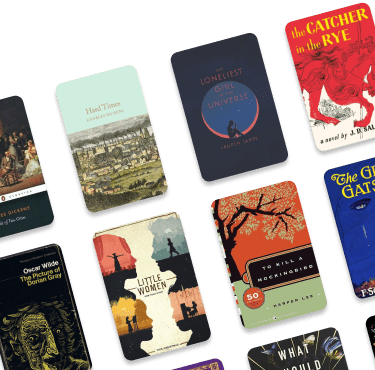 the CATCHER
in the RYE
a novel by J. D. SAL
Hard Times
CHARLES DICKENS
THE
LONELIEST
GIRL
IN THE
UNIVERSE
LAUREN JAMES
CLASSICS
ES DICKENS
The G
GATS
F. S
TO KILL A
MOCKINGBIRD
50
HARPER LEE
LITTLE
WOMEN
Oscar Wilde
The Picture of
Dorian Gray
WHAT